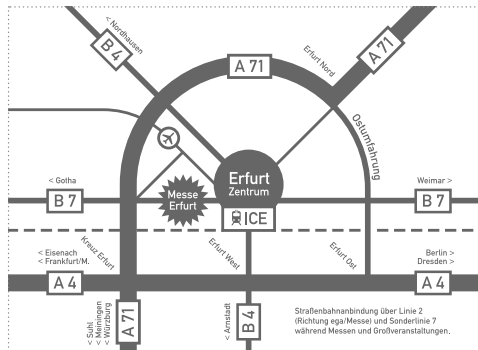 < Nordhausen
B 4
A 71
Erfurt Nord
A 71
Ostumfahrung
Erfurt
Zentrum
ICE
Messe
Erfurt
< Gotha
B 7
Weimar >
B 7
< Eisenach
< Frankfurt/M.
A 4
Kreuz Erfurt
Erfurt West
Erfurt Ost
Berlin >
Dresden >
A 4
< Suhl
< Meiningen
< Würzburg
A 71
< Arnstadt
B 4
Straßenbahnanbindung über Linie 2
(Richtung ega/Messe) und Sonderlinie 7
während Messen und Großveranstaltungen.